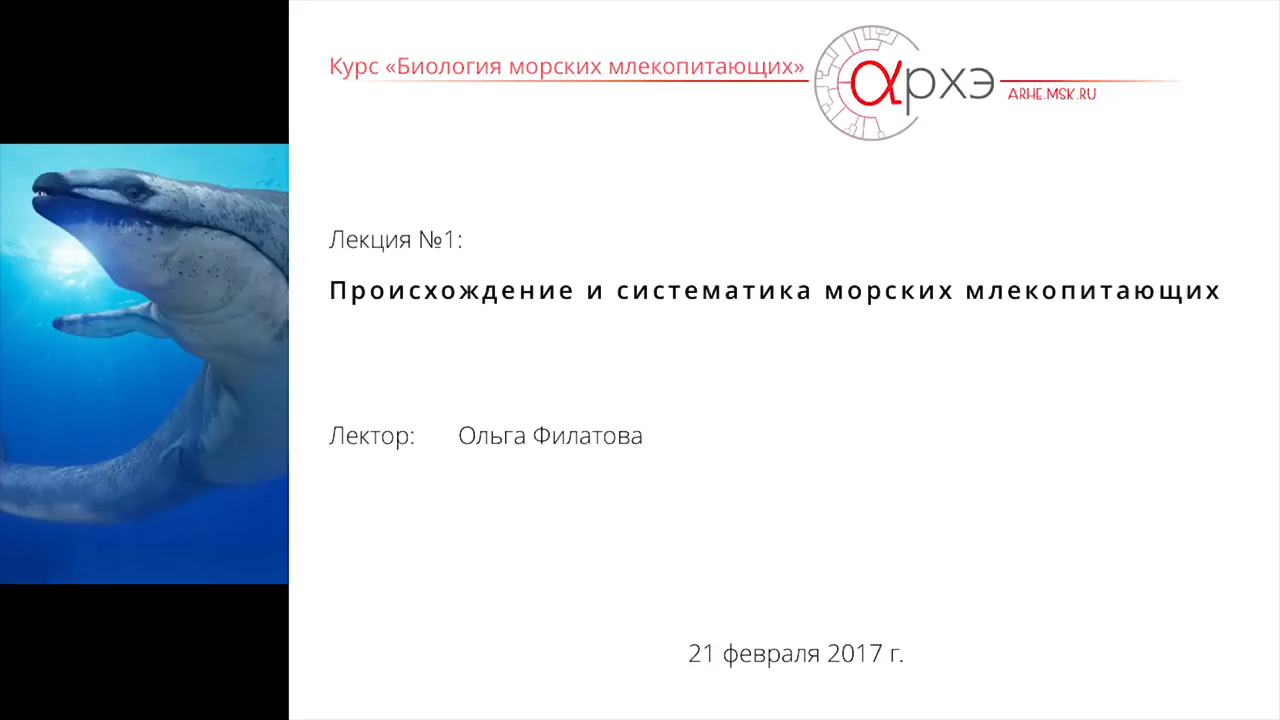 Курс «Биология морских млекопитающих»
αрхэ
ARHE.MSK.RU
Лекция №1:
Происхождение и систематика морских млекопитающих
Лектор: Ольга Филатова
21 февраля 2017 г.